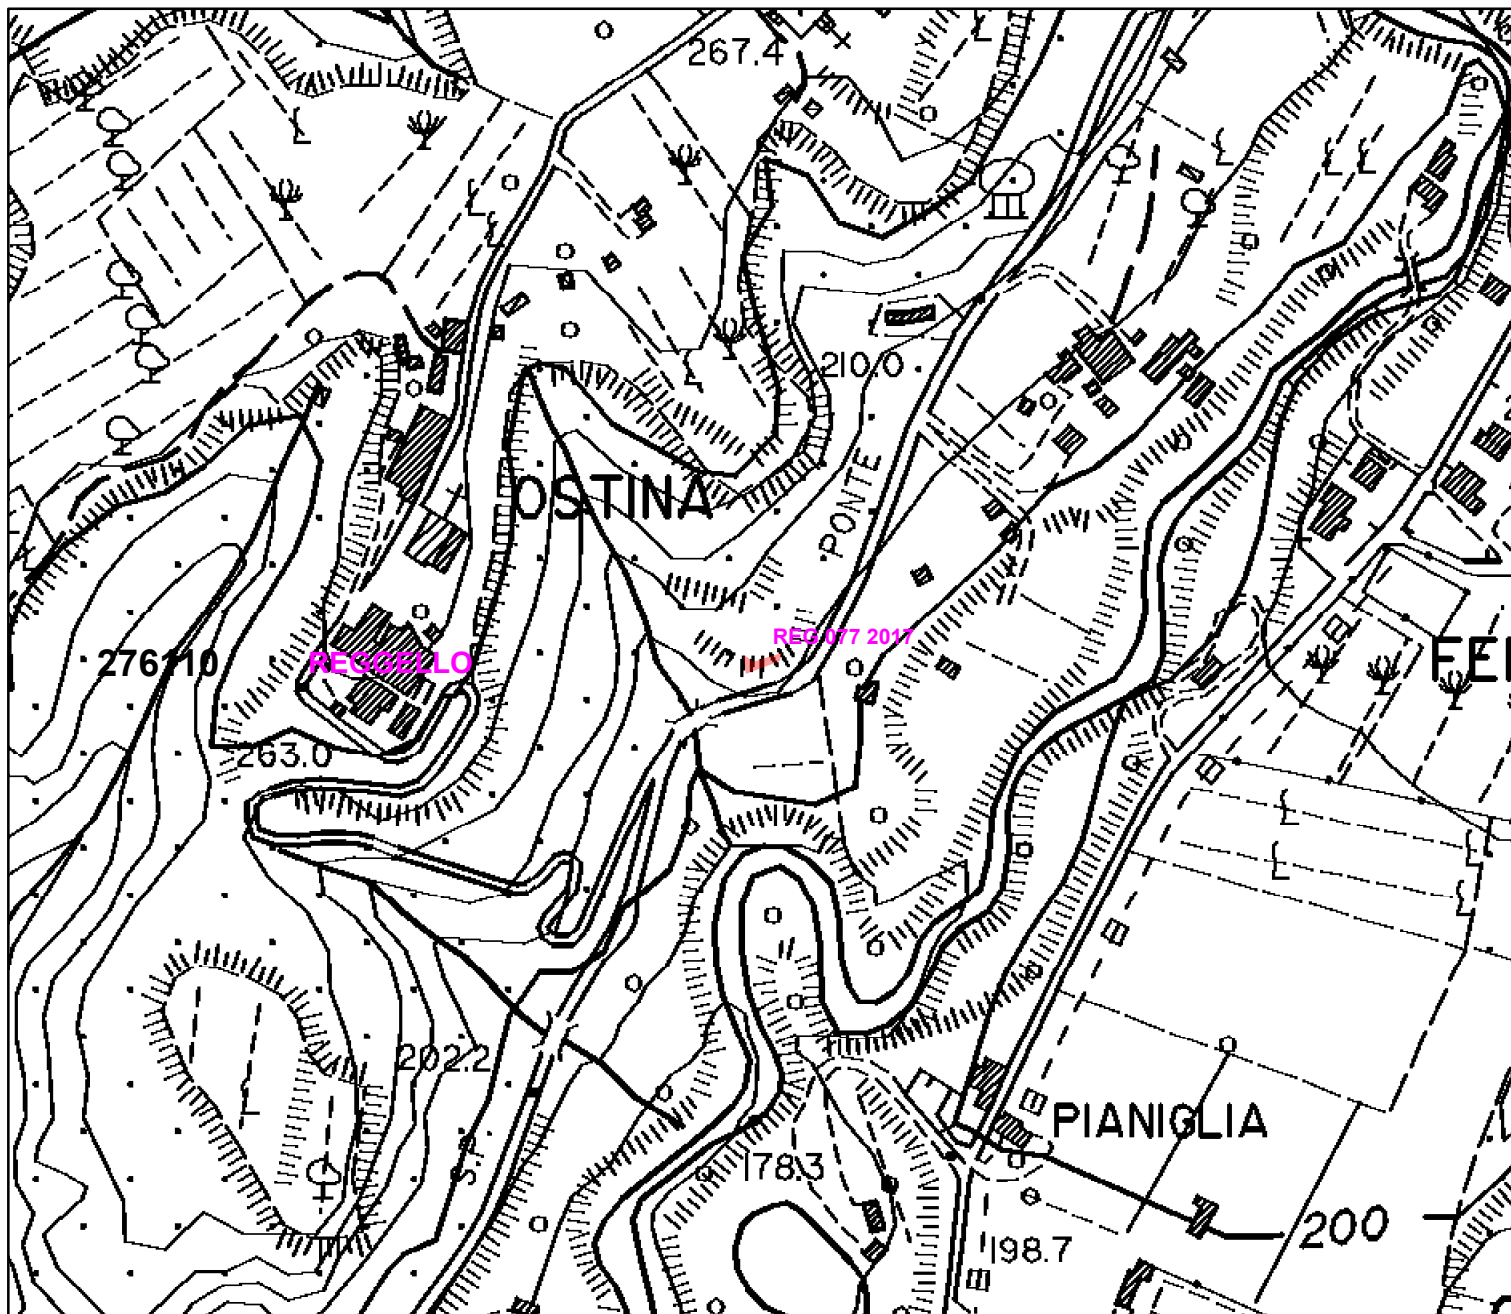 267.4
210.0
OSTINA
PONTE
REG 077 2017
276110
REGGELLO
263.0
202.2
PIANIGLIA
S.P.
178.3
200
198.7